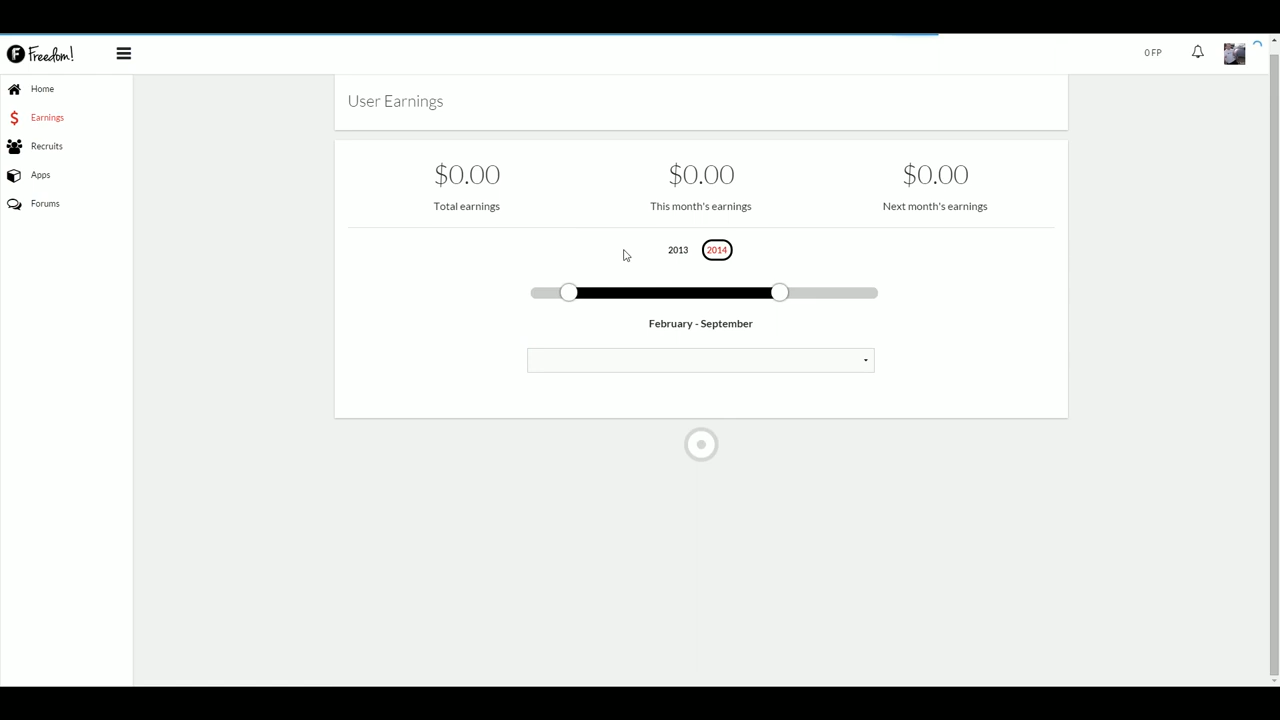 Freedom!
0 FP
Home
Earnings
Recruits
Apps
Forums
User Earnings
$0.00 $0.00 $0.00
Total earnings This month's earnings Next month's earnings
2013 2014
February - September